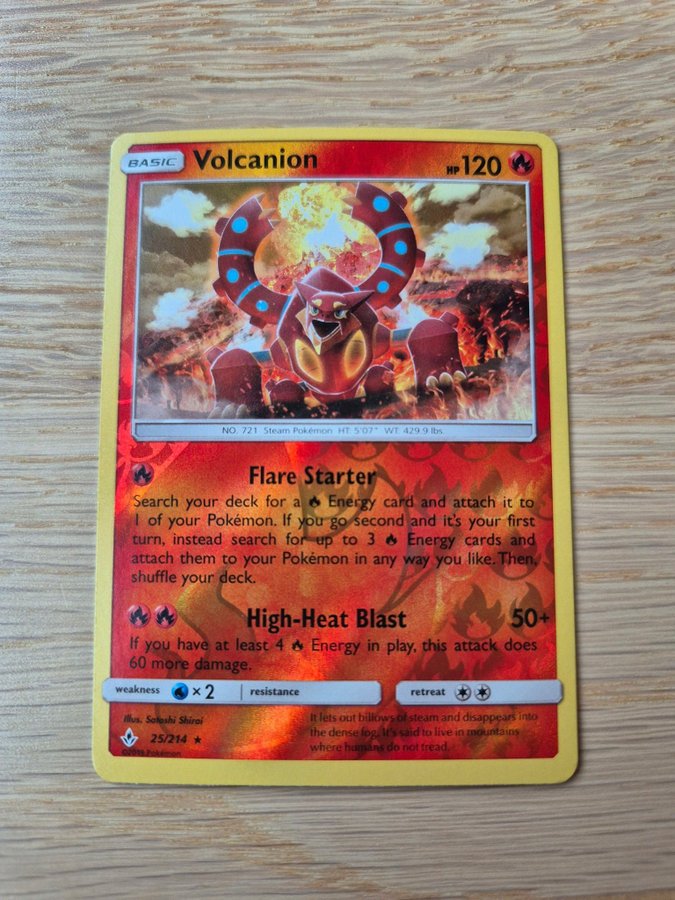 BASIC Volcanion HP 120
NO. 721 Steam Pokémon HT: 5'07" WT: 429.9 lbs.
Flare Starter
Search your deck for a Energy card and attach it to
1 of your Pokémon. If you go second and it's your first
turn, instead search for up to 3 Energy cards and
attach them to your Pokémon in any way you like. Then,
shuffle your deck.
High-Heat Blast 50+
If you have at least 4 Energy in play, this attack does
60 more damage.
weakness ×2 resistance retreat
Illus. Satoshi Shirai
25/214 ★
©2019 Pokémon
It lets out billows of steam and disappears into
the dense fog. It's said to live in mountains
where humans do not tread.